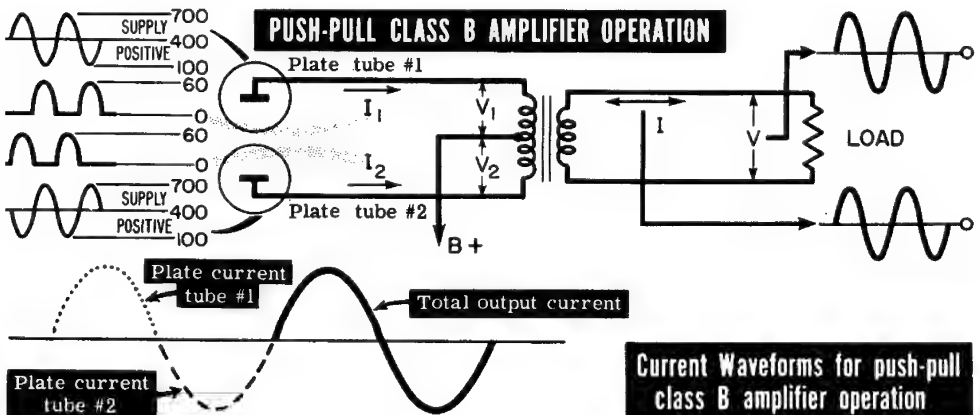 PUSH-PULL CLASS B AMPLIFIER OPERATION
700
SUPPLY
400
POSITIVE
100
60
0
60
0
700
SUPPLY
400
POSITIVE
100
Plate tube #1
I1
V1
V2
I2
Plate tube #2
B+
I
V
LOAD
Plate current
tube #1
Total output current
Plate current
tube #2
Current Waveforms for push-pull
class B amplifier operation